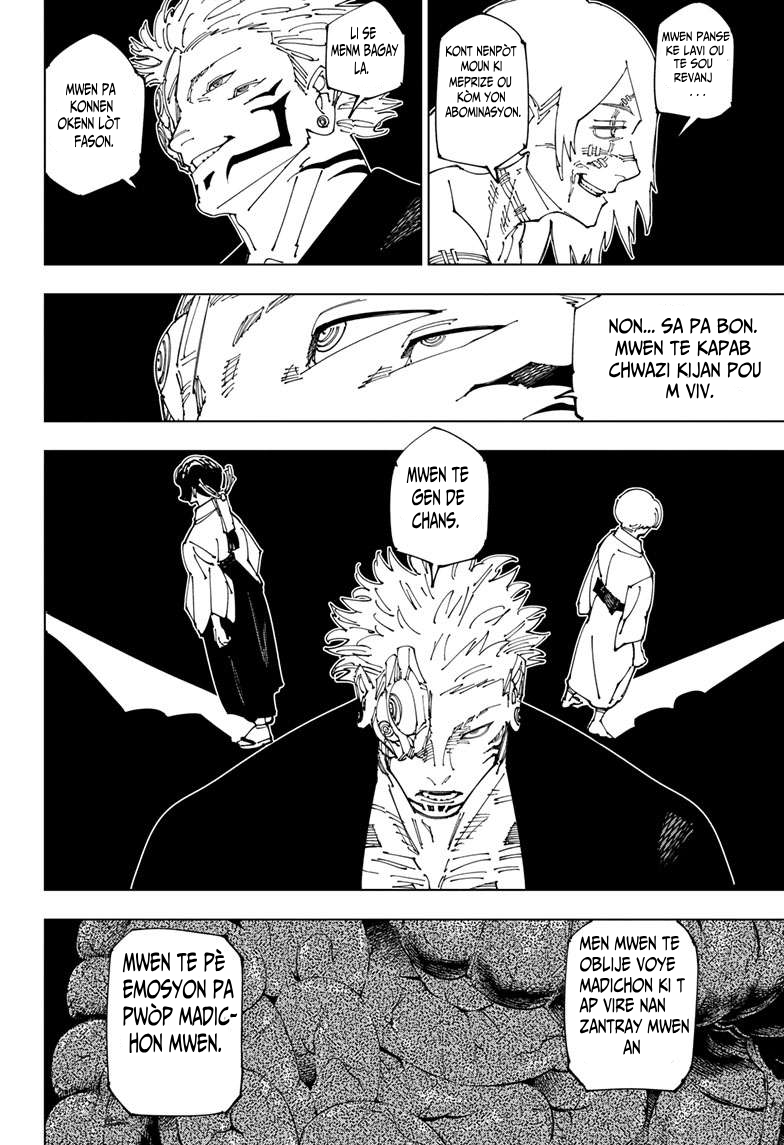 MWEN PANSE
KE LAVI OU
TE SOU
REVANJ
...
KONT NENPÒT
MOUN KI
MEPRIZE OU
KÒM YON
ABOMINASYON.
LI SE
MENM BAGAY
LA.
MWEN PA
KONNEN
OKENN LÒT
FASON.
NON... SA PA BON.
MWEN TE KAPAB
CHWAZI KIJAN POU
M VIV.
MWEN TE
GEN DE
CHANS.
MEN MWEN TE
OBLIJE VOYE
MADICHON KI T
AP VIRE NAN
ZANTRAY MWEN
AN
MWEN TE PÈ
EMOSYON PA
PWÒP MADIC-
HON MWEN.